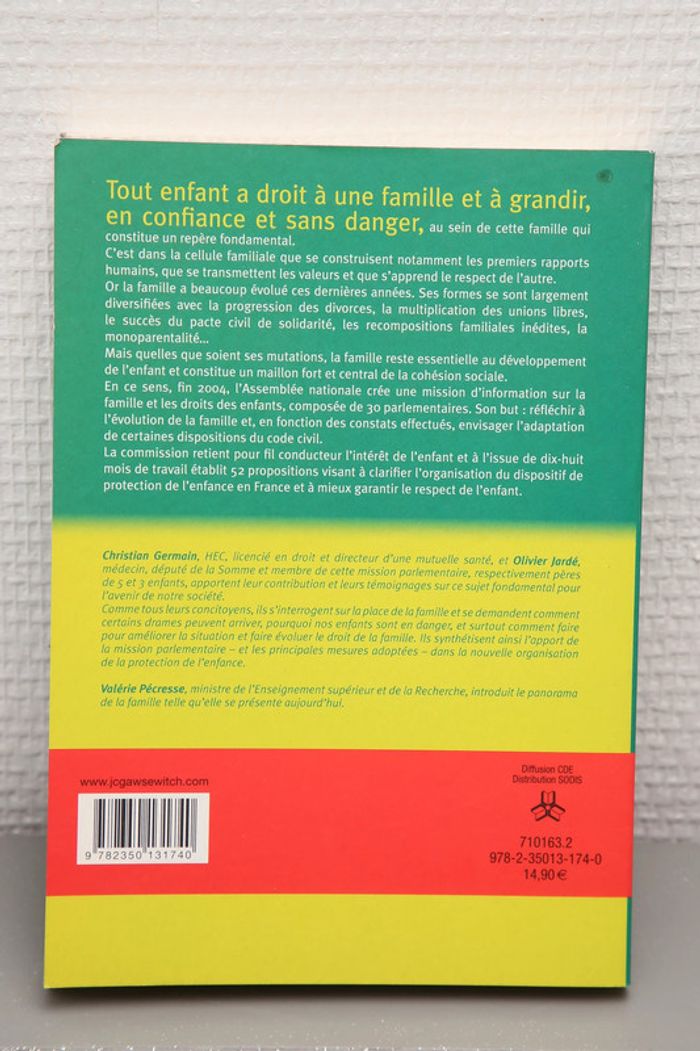 Tout enfant a droit à une famille et à grandir,
en confiance et sans danger, au sein de cette famille qui
constitue un repère fondamental.
C'est dans la cellule familiale que se construisent notamment les premiers rapports
humains, que se transmettent les valeurs et que s'apprend le respect de l'autre.
Or la famille a beaucoup évolué ces dernières années. Ses formes se sont largement
diversifiées avec la progression des divorces, la multiplication des unions libres,
le succès du pacte civil de solidarité, les recompositions familiales inédites, la
monoparentalité...
Mais quelles que soient ses mutations, la famille reste essentielle au développement
de l'enfant et constitue un maillon fort et central de la cohésion sociale.
En ce sens, fin 2004, l'Assemblée nationale crée une mission d'information sur la
famille et les droits des enfants, composée de 30 parlementaires. Son but : réfléchir à
l'évolution de la famille et, en fonction des constats effectués, envisager l'adaptation
de certaines dispositions du code civil.
La commission retient pour fil conducteur l'intérêt de l'enfant et à l'issue de dix-huit
mois de travail établit 52 propositions visant à clarifier l'organisation du dispositif de
protection de l'enfance en France et à mieux garantir le respect de l'enfant.
Christian Germain, HEC, licencié en droit et directeur d'une mutuelle santé, et Olivier Jardé,
médecin, député de la Somme et membre de cette mission parlementaire, respectivement pères
de 5 et 3 enfants, apportent leur contribution et leurs témoignages sur ce sujet fondamental pour
l'avenir de notre société.
Comme tous leurs concitoyens, ils s'interrogent sur la place de la famille et se demandent comment
certains drames peuvent arriver, pourquoi nos enfants sont en danger, et surtout comment faire
pour améliorer la situation et faire évoluer le droit de la famille. Ils synthétisent ainsi l'apport de
la mission parlementaire – et les principales mesures adoptées – dans la nouvelle organisation
de la protection de l'enfance.
Valérie Pécresse, ministre de l'Enseignement supérieur et de la Recherche, introduit le panorama
de la famille telle qu'elle se présente aujourd'hui.
www.jcgawsewitch.com
9 782350 131740
Diffusion CDE
Distribution SODIS
710163.2
978-2-35013-174-0
14,90 €